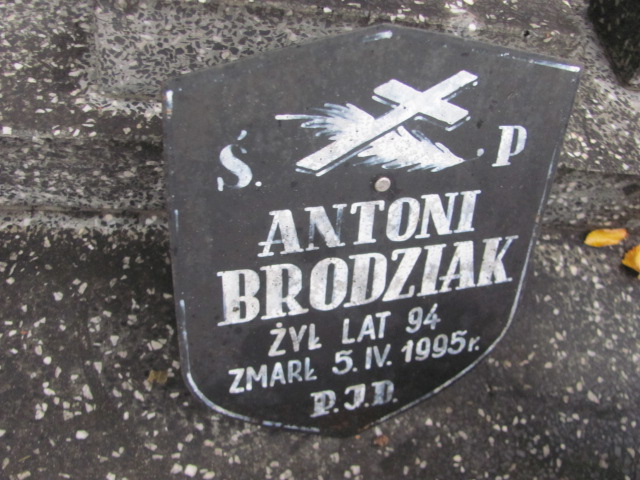 Ś. P
ANTONI
BRODZIAK
ŻYŁ LAT 94
ZMARŁ 5. IV. 1995r.
P.J.D.